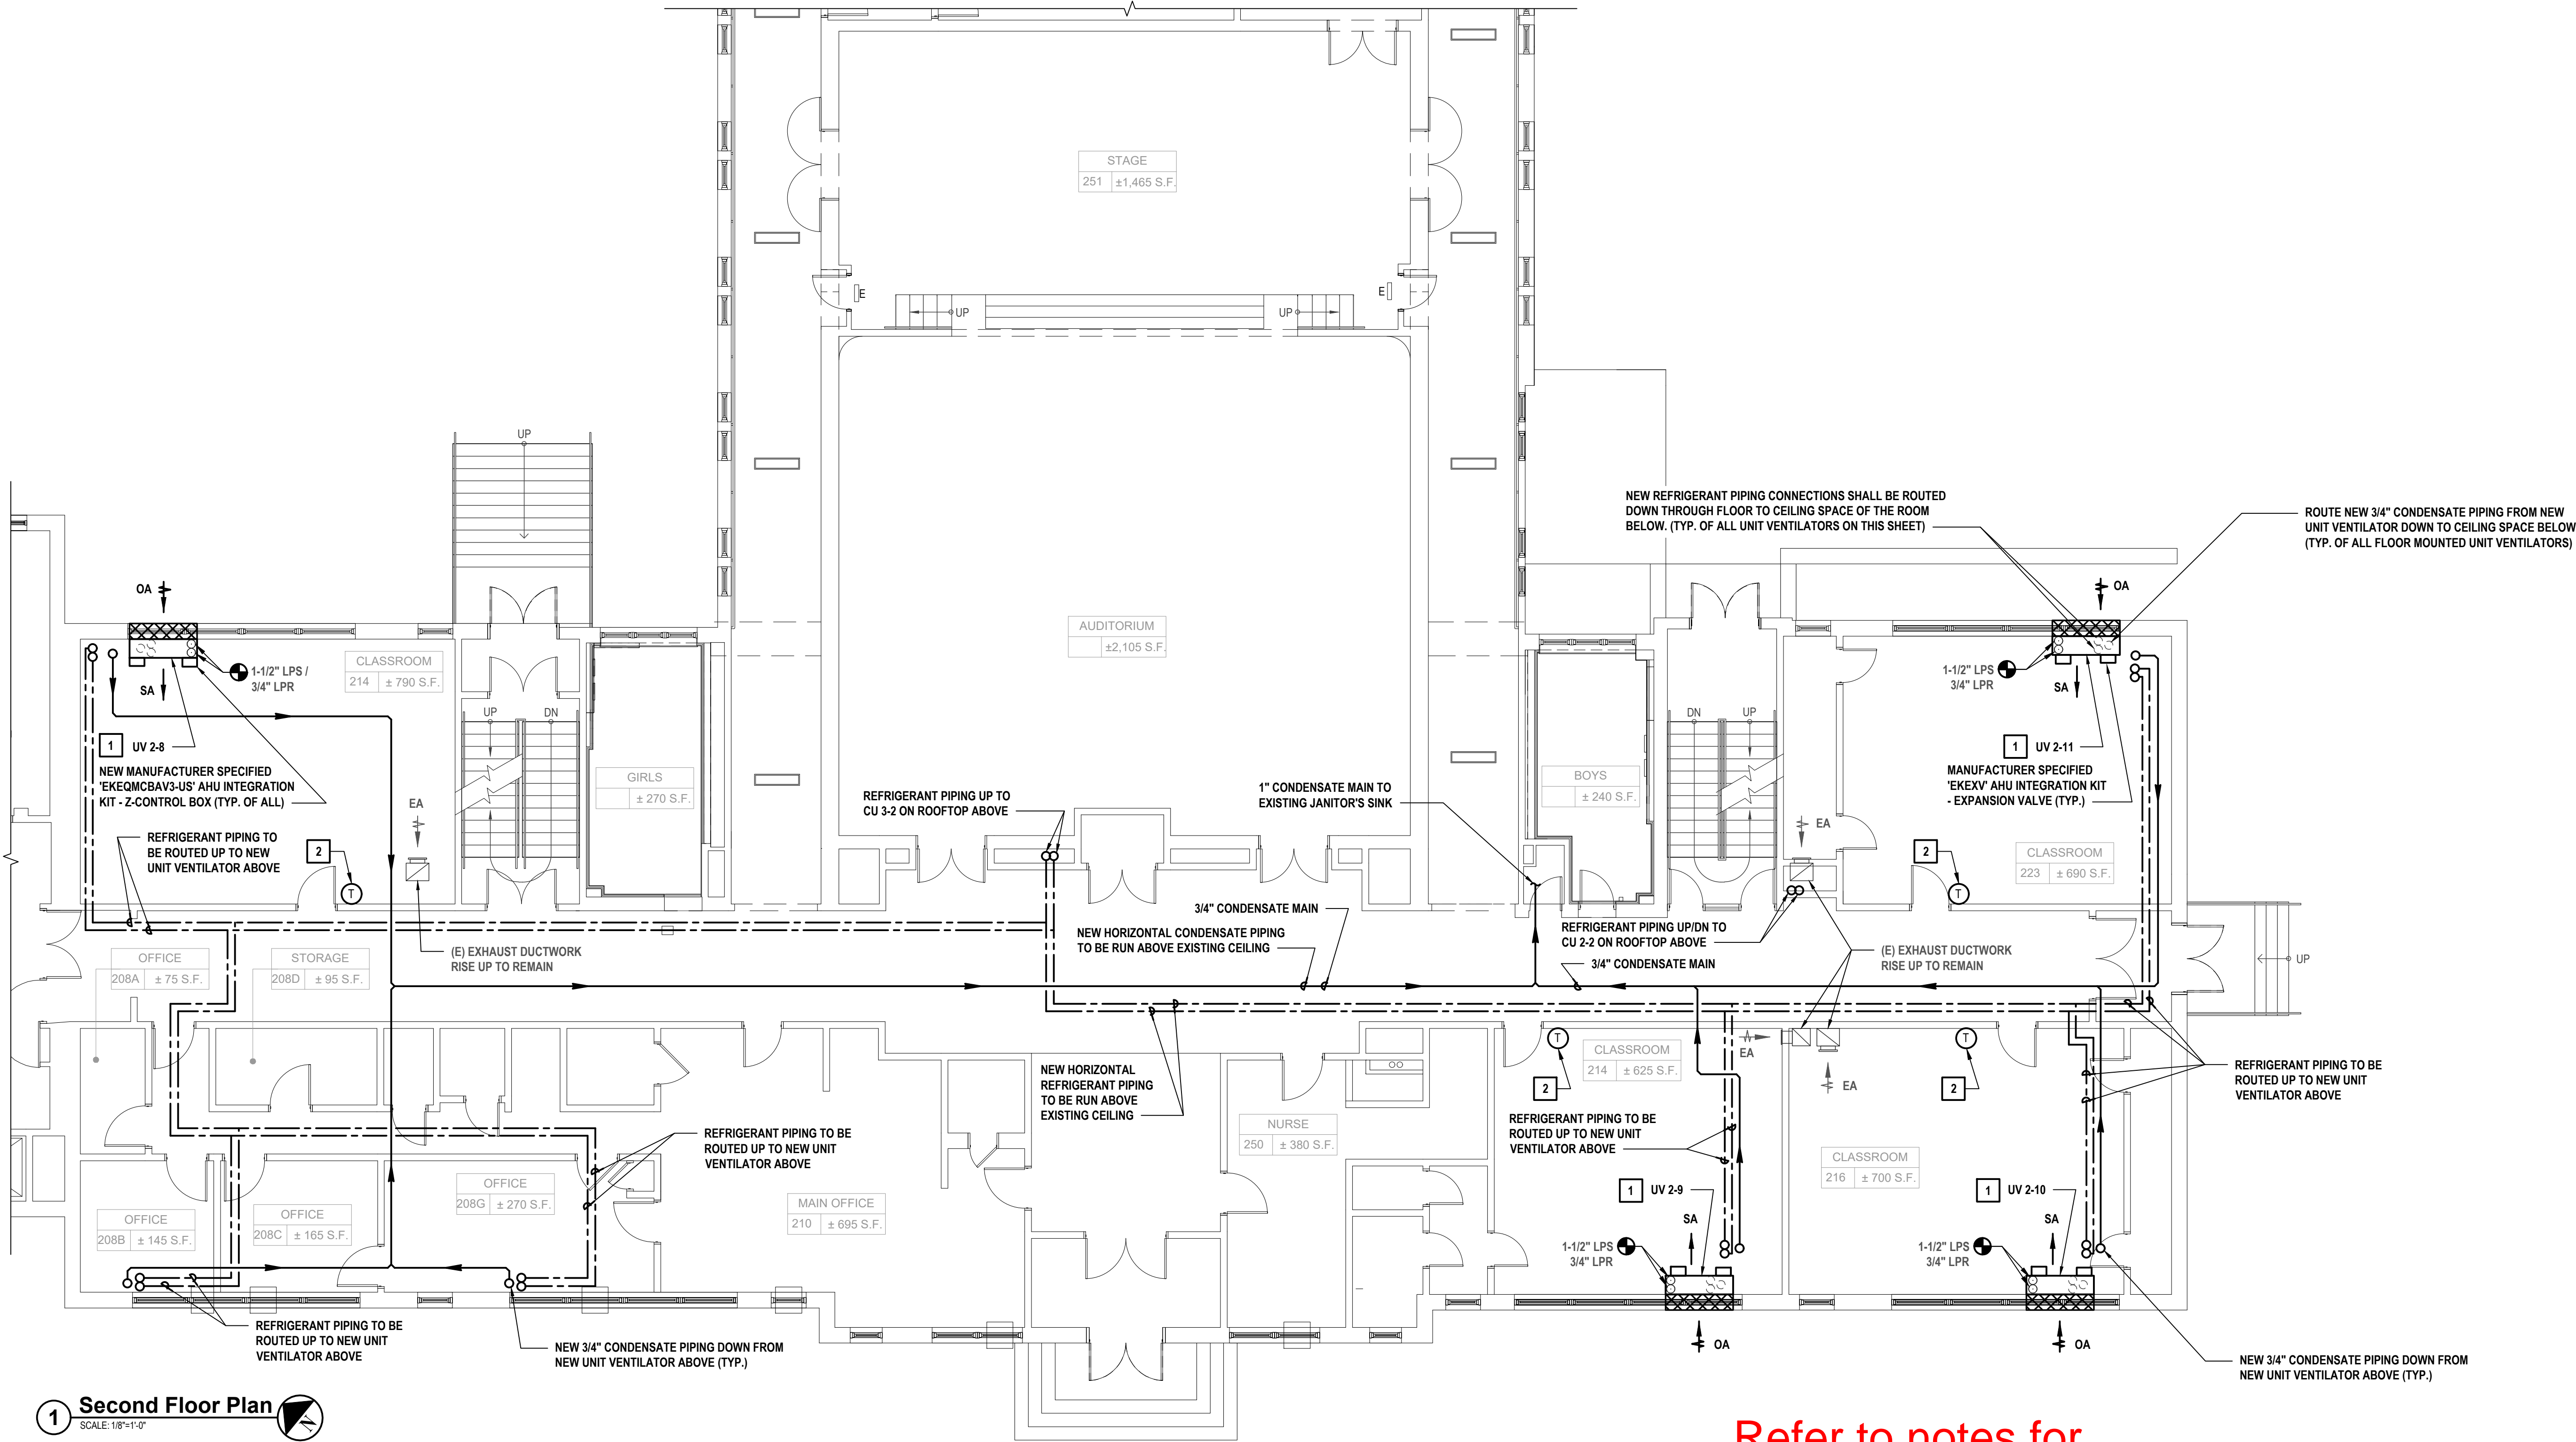 STAGE
251 ±1,465 S.F.
E
E
UP
UP
UP
NEW REFRIGERANT PIPING CONNECTIONS SHALL BE ROUTED
DOWN THROUGH FLOOR TO CEILING SPACE OF THE ROOM
BELOW. (TYP. OF ALL UNIT VENTILATORS ON THIS SHEET)
ROUTE NEW 3/4" CONDENSATE PIPING FROM NEW
UNIT VENTILATOR DOWN TO CEILING SPACE BELOW
(TYP. OF ALL FLOOR MOUNTED UNIT VENTILATORS)
OA
OA
AUDITORIUM
±2,105 S.F.
CLASSROOM
214 ± 790 S.F.
1-1/2" LPS /
3/4" LPR
SA
1-1/2" LPS
3/4" LPR
SA
UP DN
DN UP
1 UV 2-8
1 UV 2-11
NEW MANUFACTURER SPECIFIED
'EKEQMCBAV3-US' AHU INTEGRATION
KIT - Z-CONTROL BOX (TYP. OF ALL)
GIRLS
± 270 S.F.
BOYS
± 240 S.F.
MANUFACTURER SPECIFIED
'EKEXV' AHU INTEGRATION KIT
- EXPANSION VALVE (TYP.)
REFRIGERANT PIPING UP TO
CU 3-2 ON ROOFTOP ABOVE
1" CONDENSATE MAIN TO
EXISTING JANITOR'S SINK
EA
EA
REFRIGERANT PIPING TO
BE ROUTED UP TO NEW
UNIT VENTILATOR ABOVE
2
T
2
T
CLASSROOM
223 ± 690 S.F.
3/4" CONDENSATE MAIN
NEW HORIZONTAL CONDENSATE PIPING
TO BE RUN ABOVE EXISTING CEILING
REFRIGERANT PIPING UP/DN TO
CU 2-2 ON ROOFTOP ABOVE
3/4" CONDENSATE MAIN
(E) EXHAUST DUCTWORK
RISE UP TO REMAIN
(E) EXHAUST DUCTWORK
RISE UP TO REMAIN
UP
OFFICE
208A ± 75 S.F.
STORAGE
208D ± 95 S.F.
T
T
EA
EA
2
2
CLASSROOM
214 ± 625 S.F.
NEW HORIZONTAL
REFRIGERANT PIPING
TO BE RUN ABOVE
EXISTING CEILING
REFRIGERANT PIPING TO BE
ROUTED UP TO NEW UNIT
VENTILATOR ABOVE
REFRIGERANT PIPING TO BE
ROUTED UP TO NEW UNIT
VENTILATOR ABOVE
NURSE
250 ± 380 S.F.
REFRIGERANT PIPING TO BE
ROUTED UP TO NEW UNIT
VENTILATOR ABOVE
CLASSROOM
216 ± 700 S.F.
OFFICE
208G ± 270 S.F.
MAIN OFFICE
210 ± 695 S.F.
1 UV 2-9
1 UV 2-10
OFFICE
208B ± 145 S.F.
OFFICE
208C ± 165 S.F.
SA
SA
1-1/2" LPS
3/4" LPR
1-1/2" LPS
3/4" LPR
REFRIGERANT PIPING TO BE
ROUTED UP TO NEW UNIT
VENTILATOR ABOVE
NEW 3/4" CONDENSATE PIPING DOWN FROM
NEW UNIT VENTILATOR ABOVE (TYP.)
OA
OA
NEW 3/4" CONDENSATE PIPING DOWN FROM
NEW UNIT VENTILATOR ABOVE (TYP.)
1 Second Floor Plan
SCALE: 1/8"=1'-0"
N
Refer to notes for